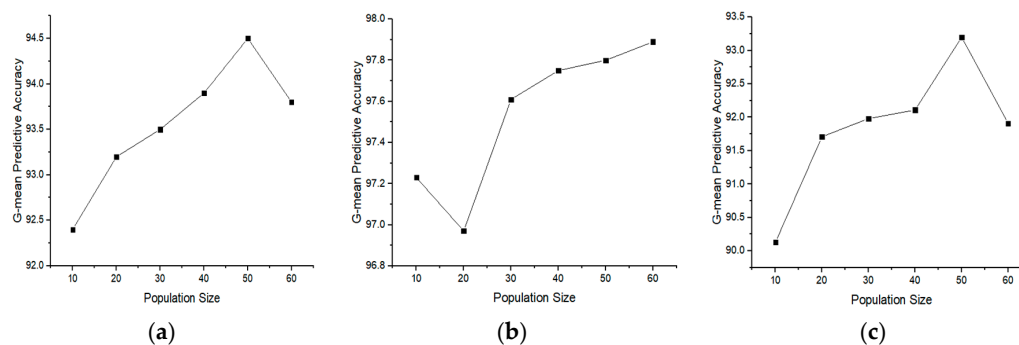 94.5
94.0
93.5
93.0
92.5
92.0
G-mean Predictive Accuracy
10 20 30 40 50 60
Population Size
(a)
98.0
97.8
97.6
97.4
97.2
97.0
96.8
G-mean Predictive Accuracy
10 20 30 40 50 60
Population Size
(b)
93.5
93.0
92.5
92.0
91.5
91.0
90.5
90.0
G-mean Predictive Accuracy
10 20 30 40 50 60
Population Size
(c)